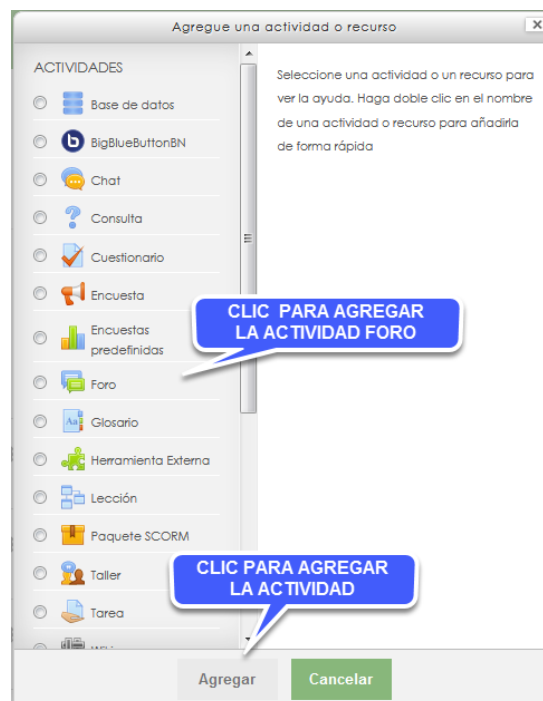 Agregue una actividad o recurso
ACTIVIDADES
Base de datos
BigBlueButtonBN
Chat
Consulta
Cuestionario
Encuesta
Encuestas
predefinidas
Foro
Glosario
Herramienta Externa
Lección
Paquete SCORM
Taller
Tarea
Seleccione una actividad o un recurso para
ver la ayuda. Haga doble clic en el nombre
de una actividad o recurso para añadirla
de forma rápida
CLIC PARA AGREGAR
LA ACTIVIDAD FORO
CLIC PARA AGREGAR
LA ACTIVIDAD
Agregar
Cancelar